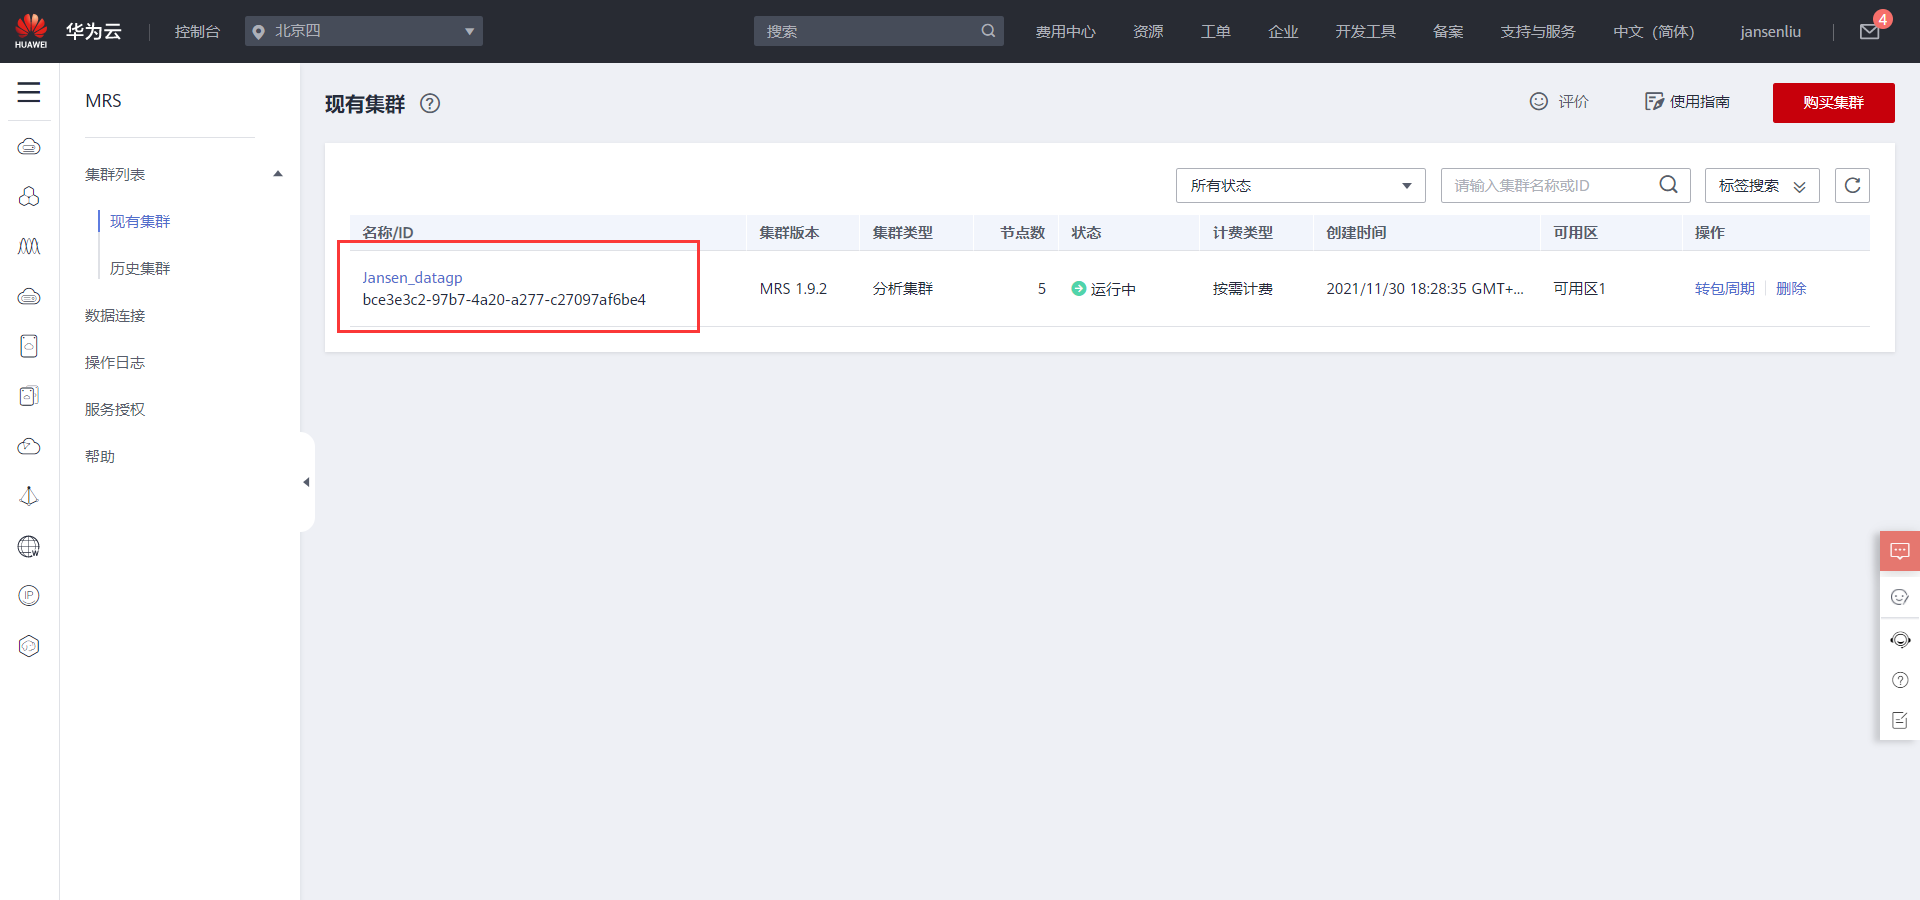 HUAWEI
华为云
控制台
北京四
搜索
费用中心
资源
工单
企业
开发工具
备案
支持与服务
中文（简体）
jansenliu
4
MRS
集群列表
现有集群
历史集群
数据连接
操作日志
服务授权
帮助
W
IP
现有集群
?
评价
使用指南
购买集群
所有状态
请输入集群名称或ID
标签搜索
名称/ID
集群版本
集群类型
节点数
状态
计费类型
创建时间
可用区
操作
Jansen_datagp
bce3e3c2-97b7-4a20-a277-c27097af6be4
MRS 1.9.2
分析集群
5
运行中
按需计费
2021/11/30 18:28:35 GMT+...
可用区1
转包周期
删除
?